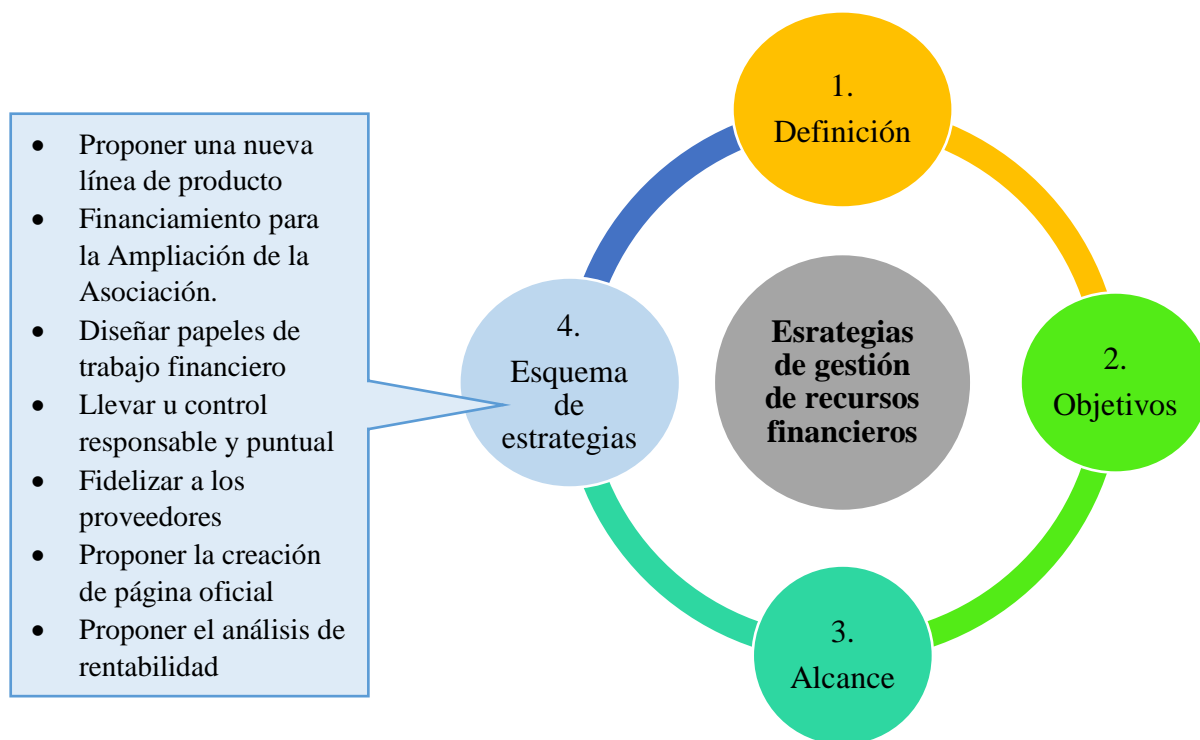 • Proponer una nueva
línea de producto
• Financiamiento para
la Ampliación de la
Asociación.
• Diseñar papeles de
trabajo financiero
• Llevar u control
responsable y puntual
• Fidelizar a los
proveedores
• Proponer la creación
de página oficial
• Proponer el análisis de
rentabilidad
1.
Definición
2.
Objetivos
3.
Alcance
4.
Esquema
de
estrategias
Esrategias
de gestión
de recursos
financieros